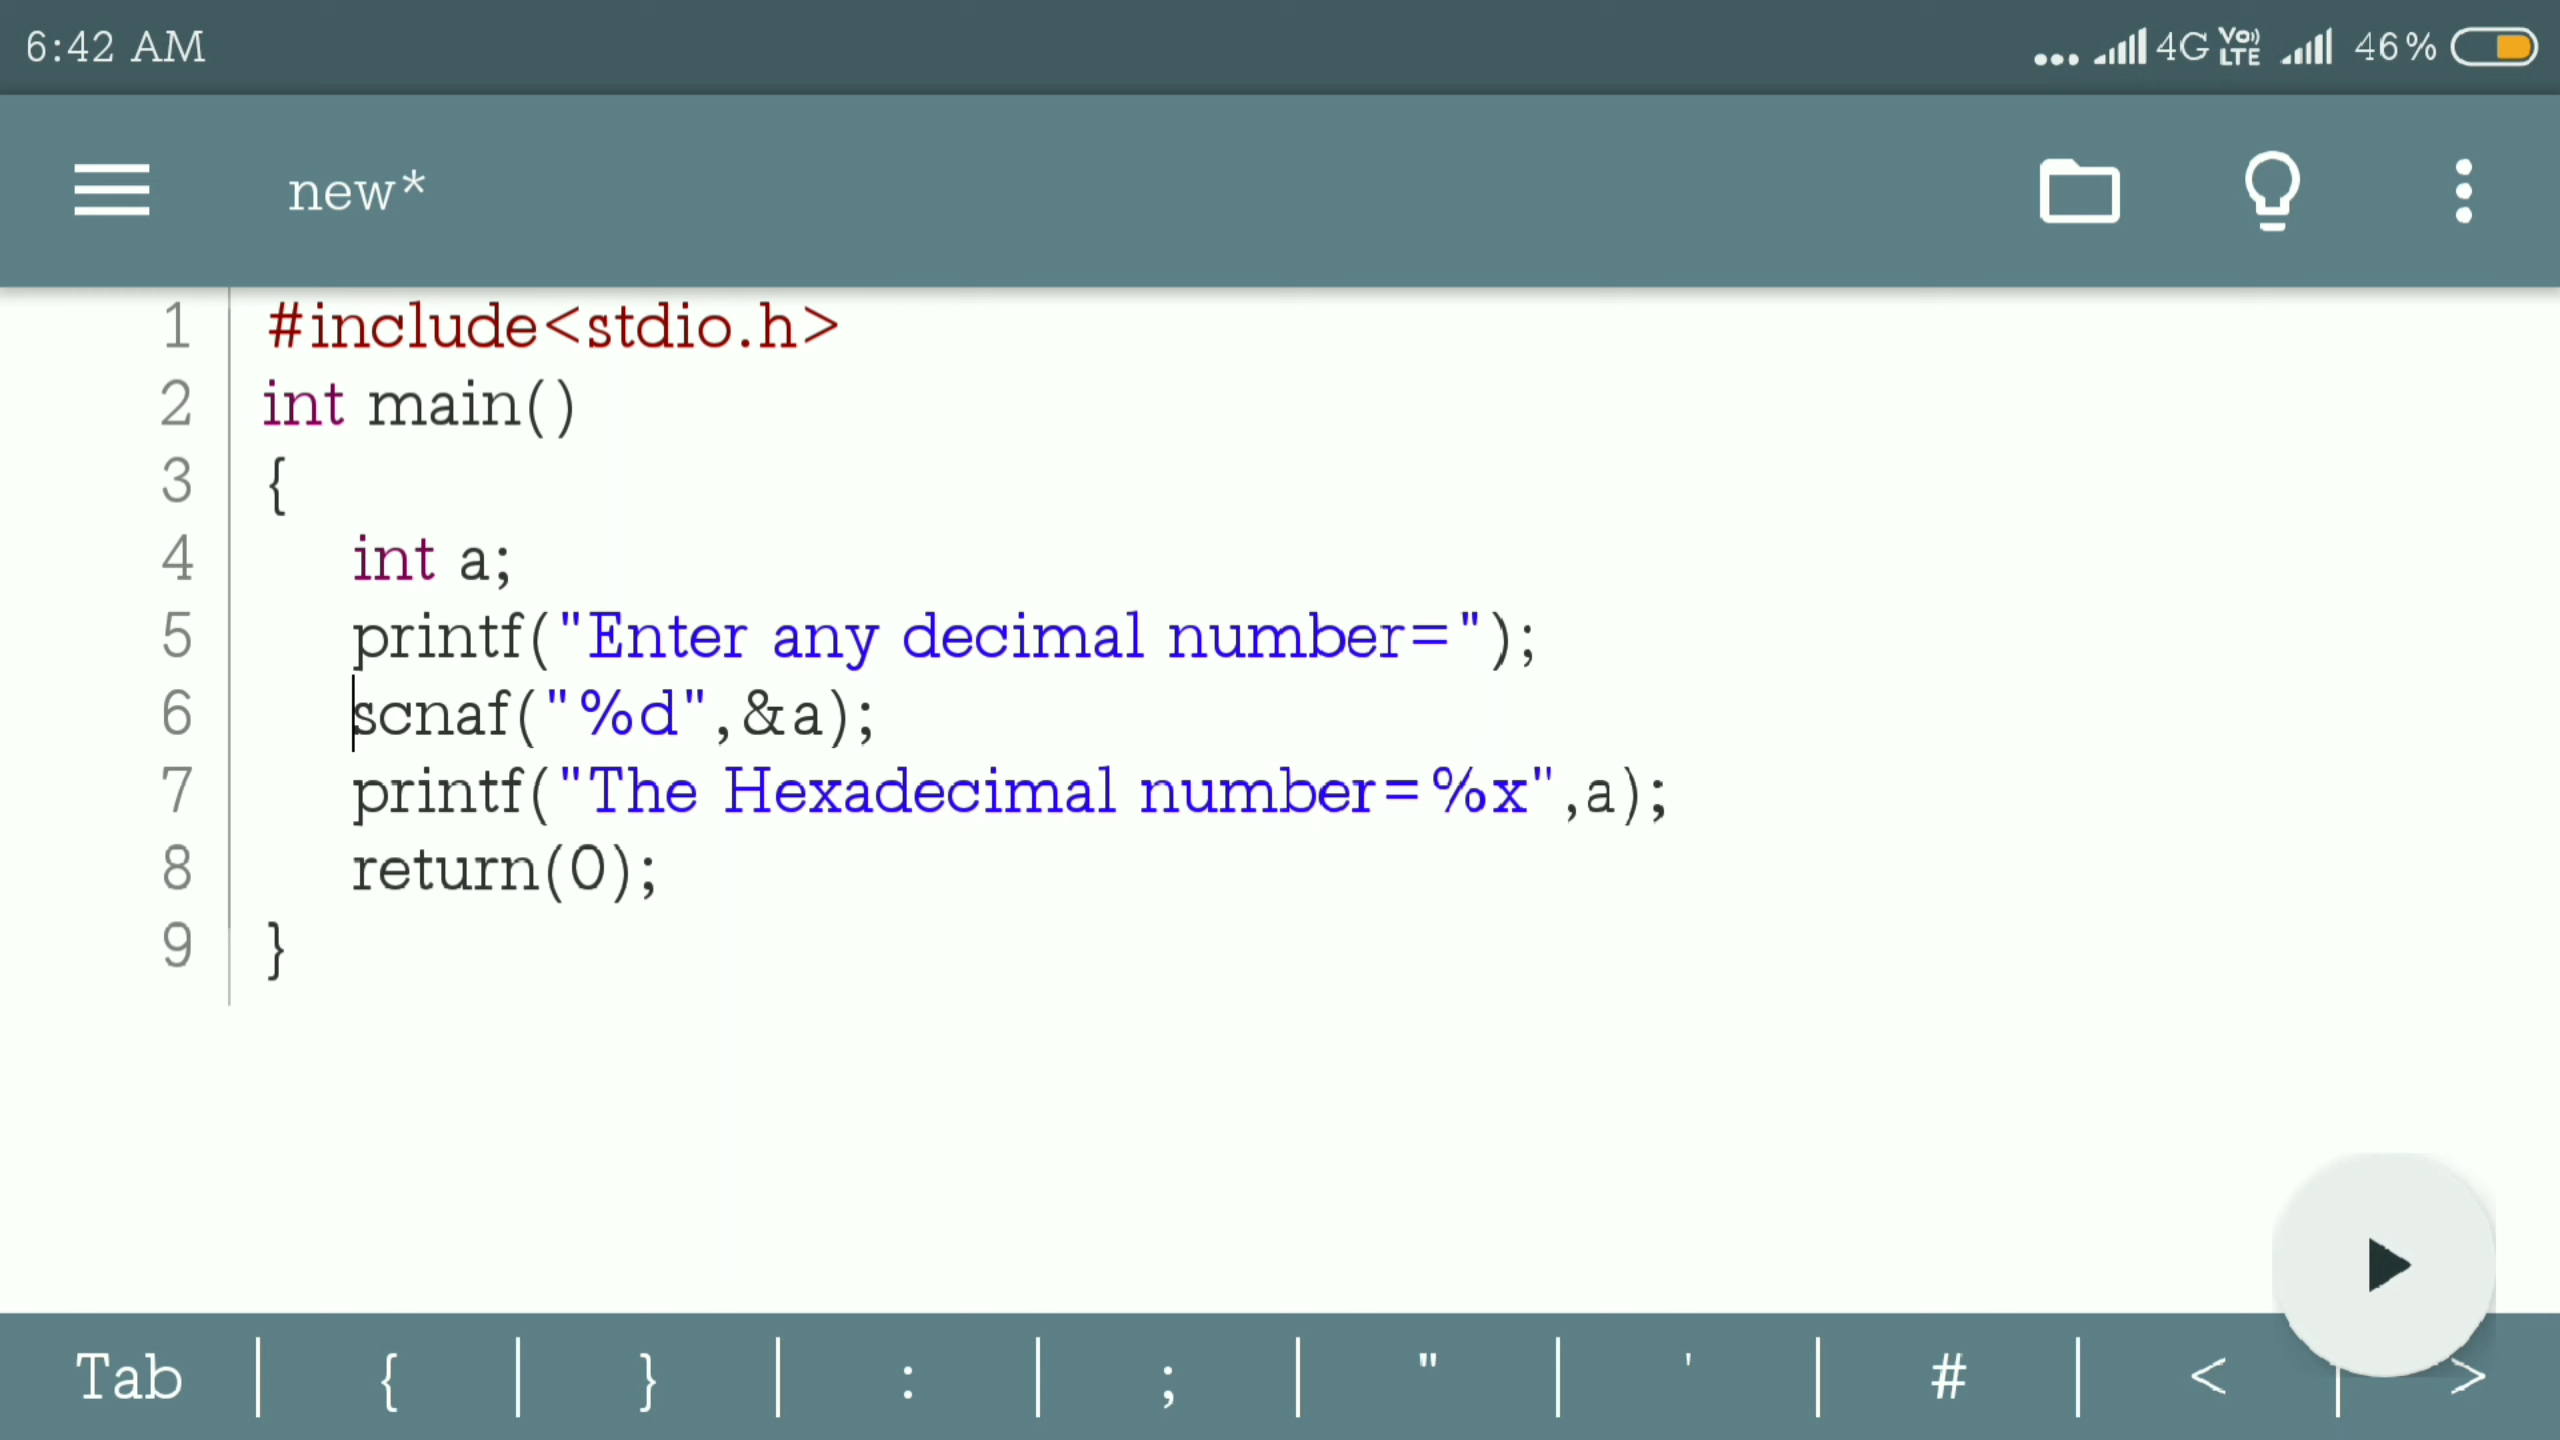 6:42 AM 4G VoLTE 46%
new*
1 #include<stdio.h>
2 int main()
3 {
4 int a;
5 printf("Enter any decimal number=");
6 scnaf("%d",&a);
7 printf("The Hexadecimal number=%x",a);
8 return(0);
9 }
Tab { } : ; " ' # < >